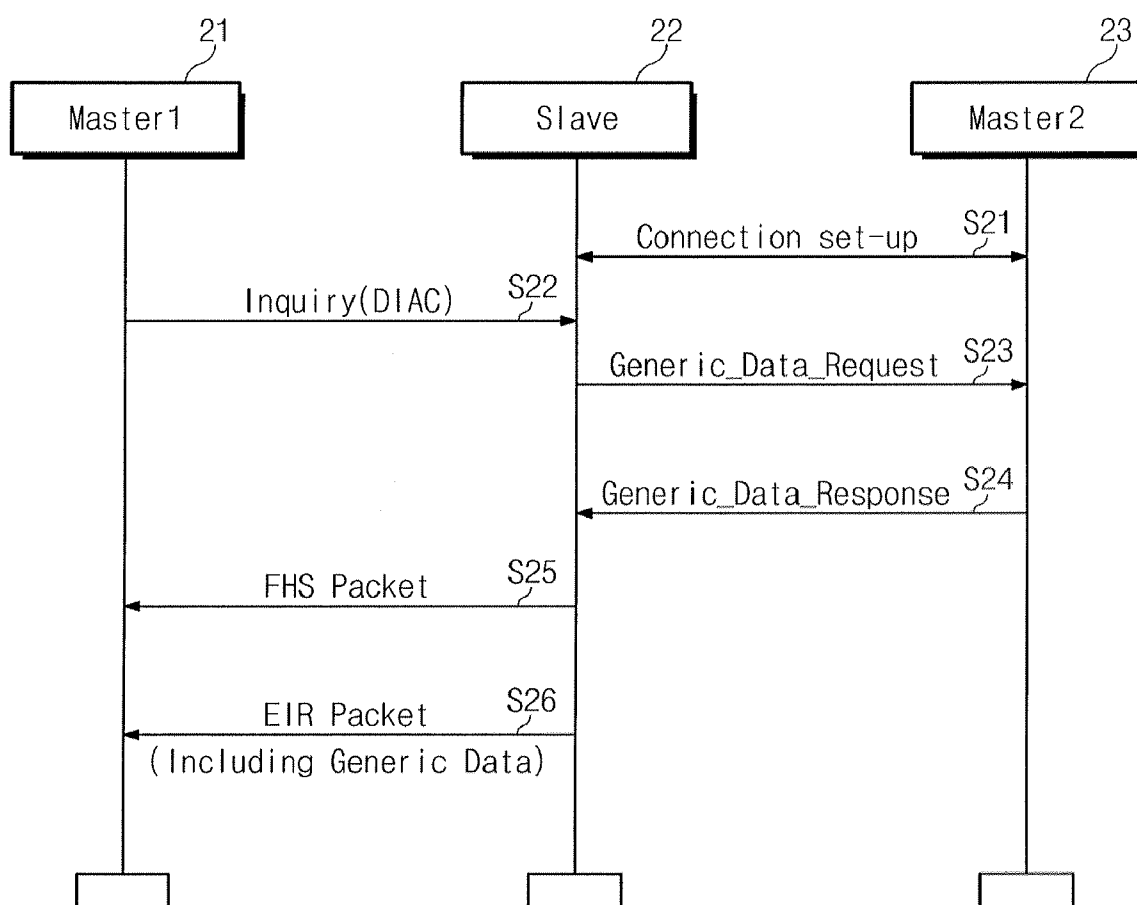 21
22
23
Master1
Slave
Master2
Connection set-up
S21
Inquiry(DIAC)
S22
Generic_Data_Request
S23
Generic_Data_Response
S24
FHS Packet
S25
EIR Packet
S26
(Including Generic Data)